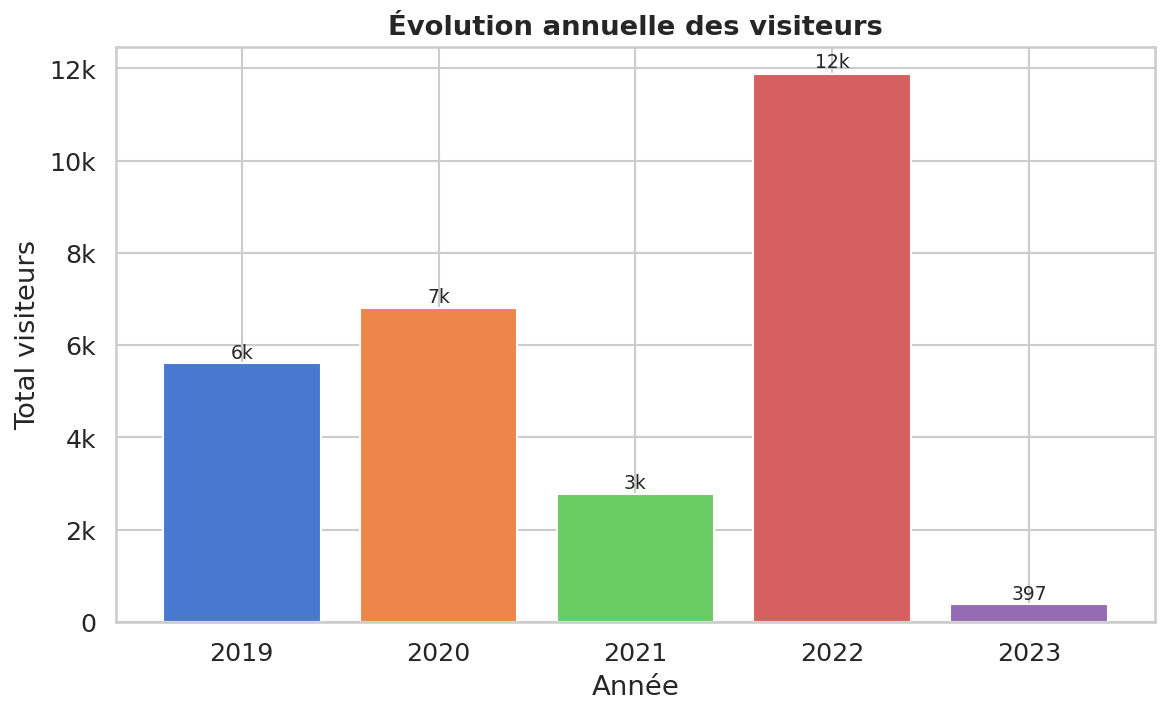 Évolution annuelle des visiteurs
Total visiteurs
12k
10k
8k
6k
4k
2k
0
6k
7k
3k
12k
397
2019
2020
2021
2022
2023
Année